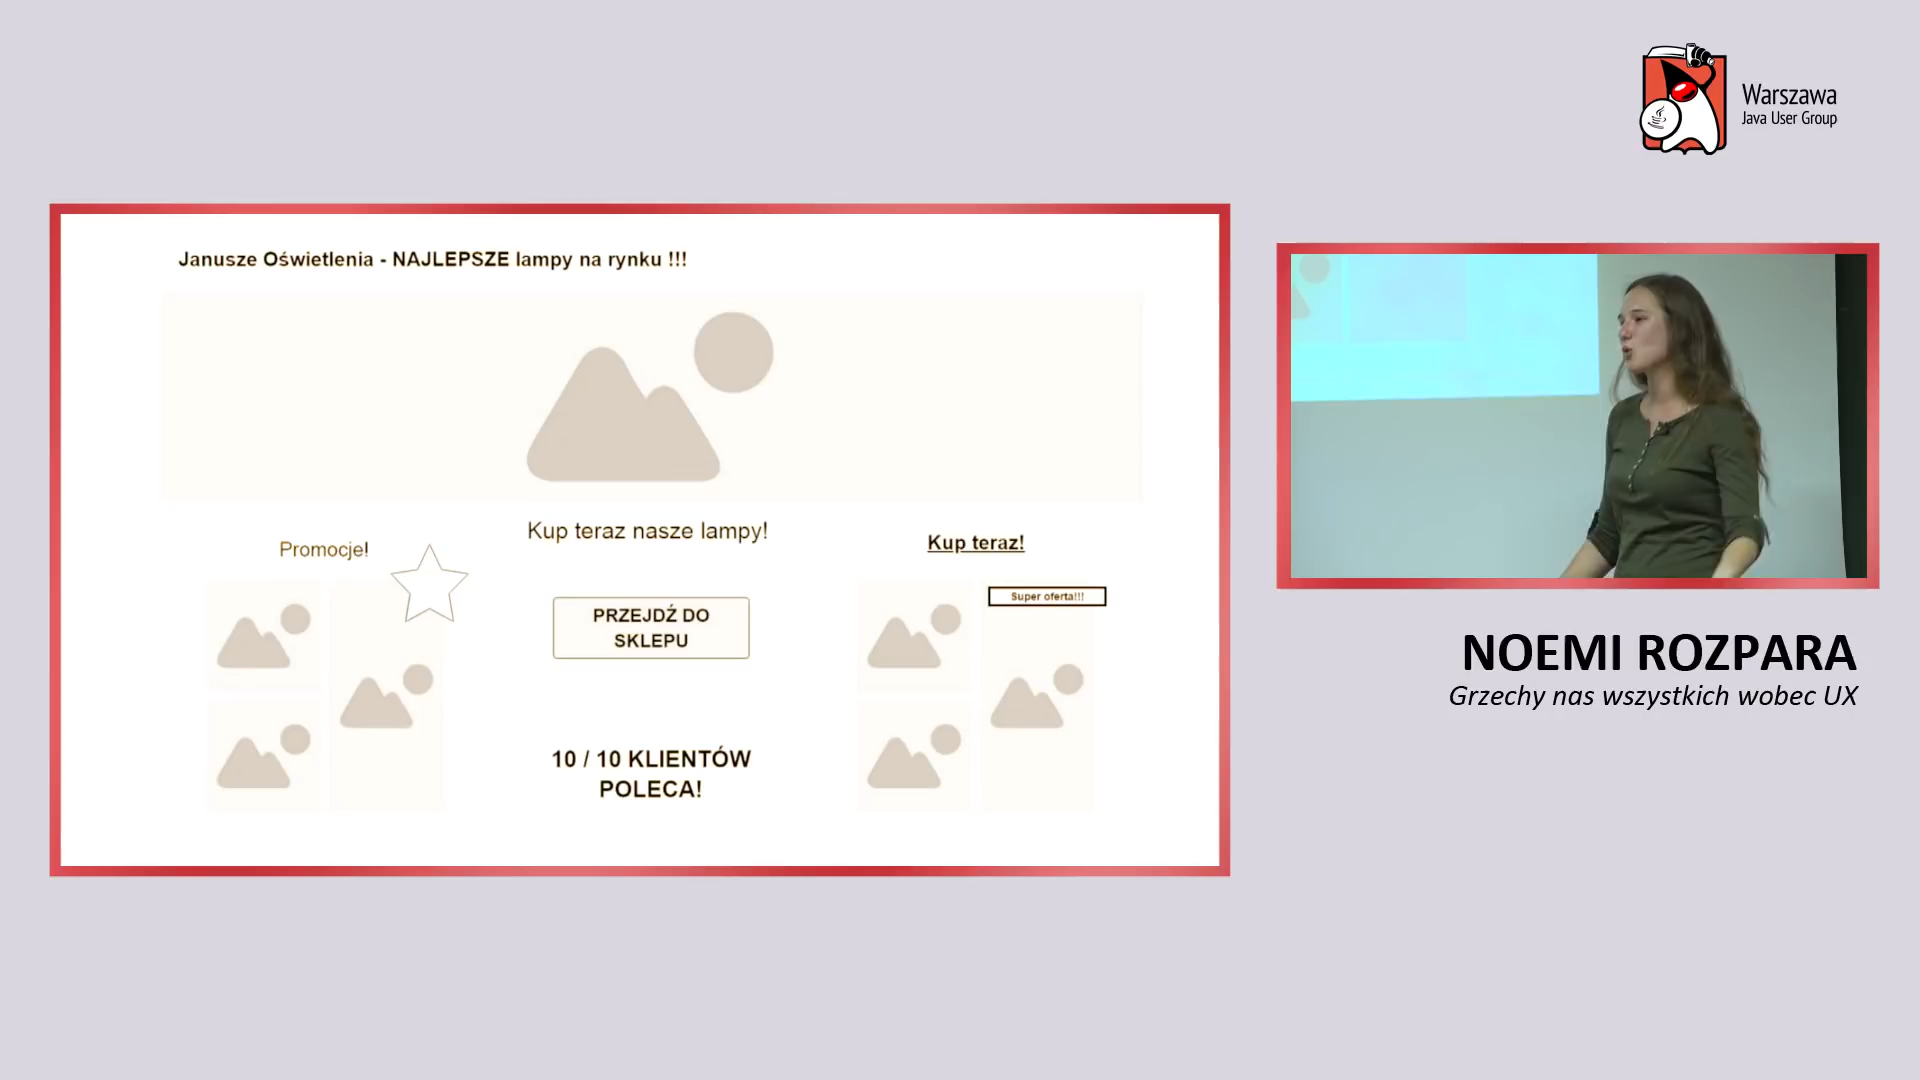 Warszawa
Java User Group
Janusze Oświetlenia - NAJLEPSZE lampy na rynku !!!
Kup teraz nasze lampy!
Promocje!
Kup teraz!
Super oferta!!!
PRZEJDŹ DO
SKLEPU
10 / 10 KLIENTÓW
POLECA!
NOEMI ROZPARA
Grzechy nas wszystkich wobec UX